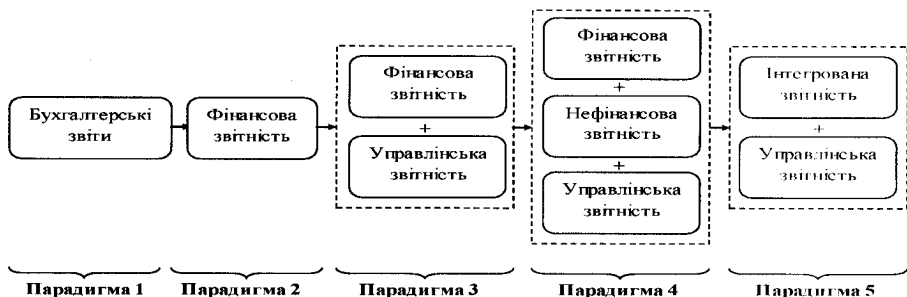 Бухгалтерські
звіти
Фінансова
звітність
Фінансова
звітність
+
Управлінська
звітність
Фінансова
звітність
+
Нефінансова
звітність
+
Управлінська
звітність
Інтегрована
звітність
+
Управлінська
звітність
Парадигма 1
Парадигма 2
Парадигма 3
Парадигма 4
Парадигма 5